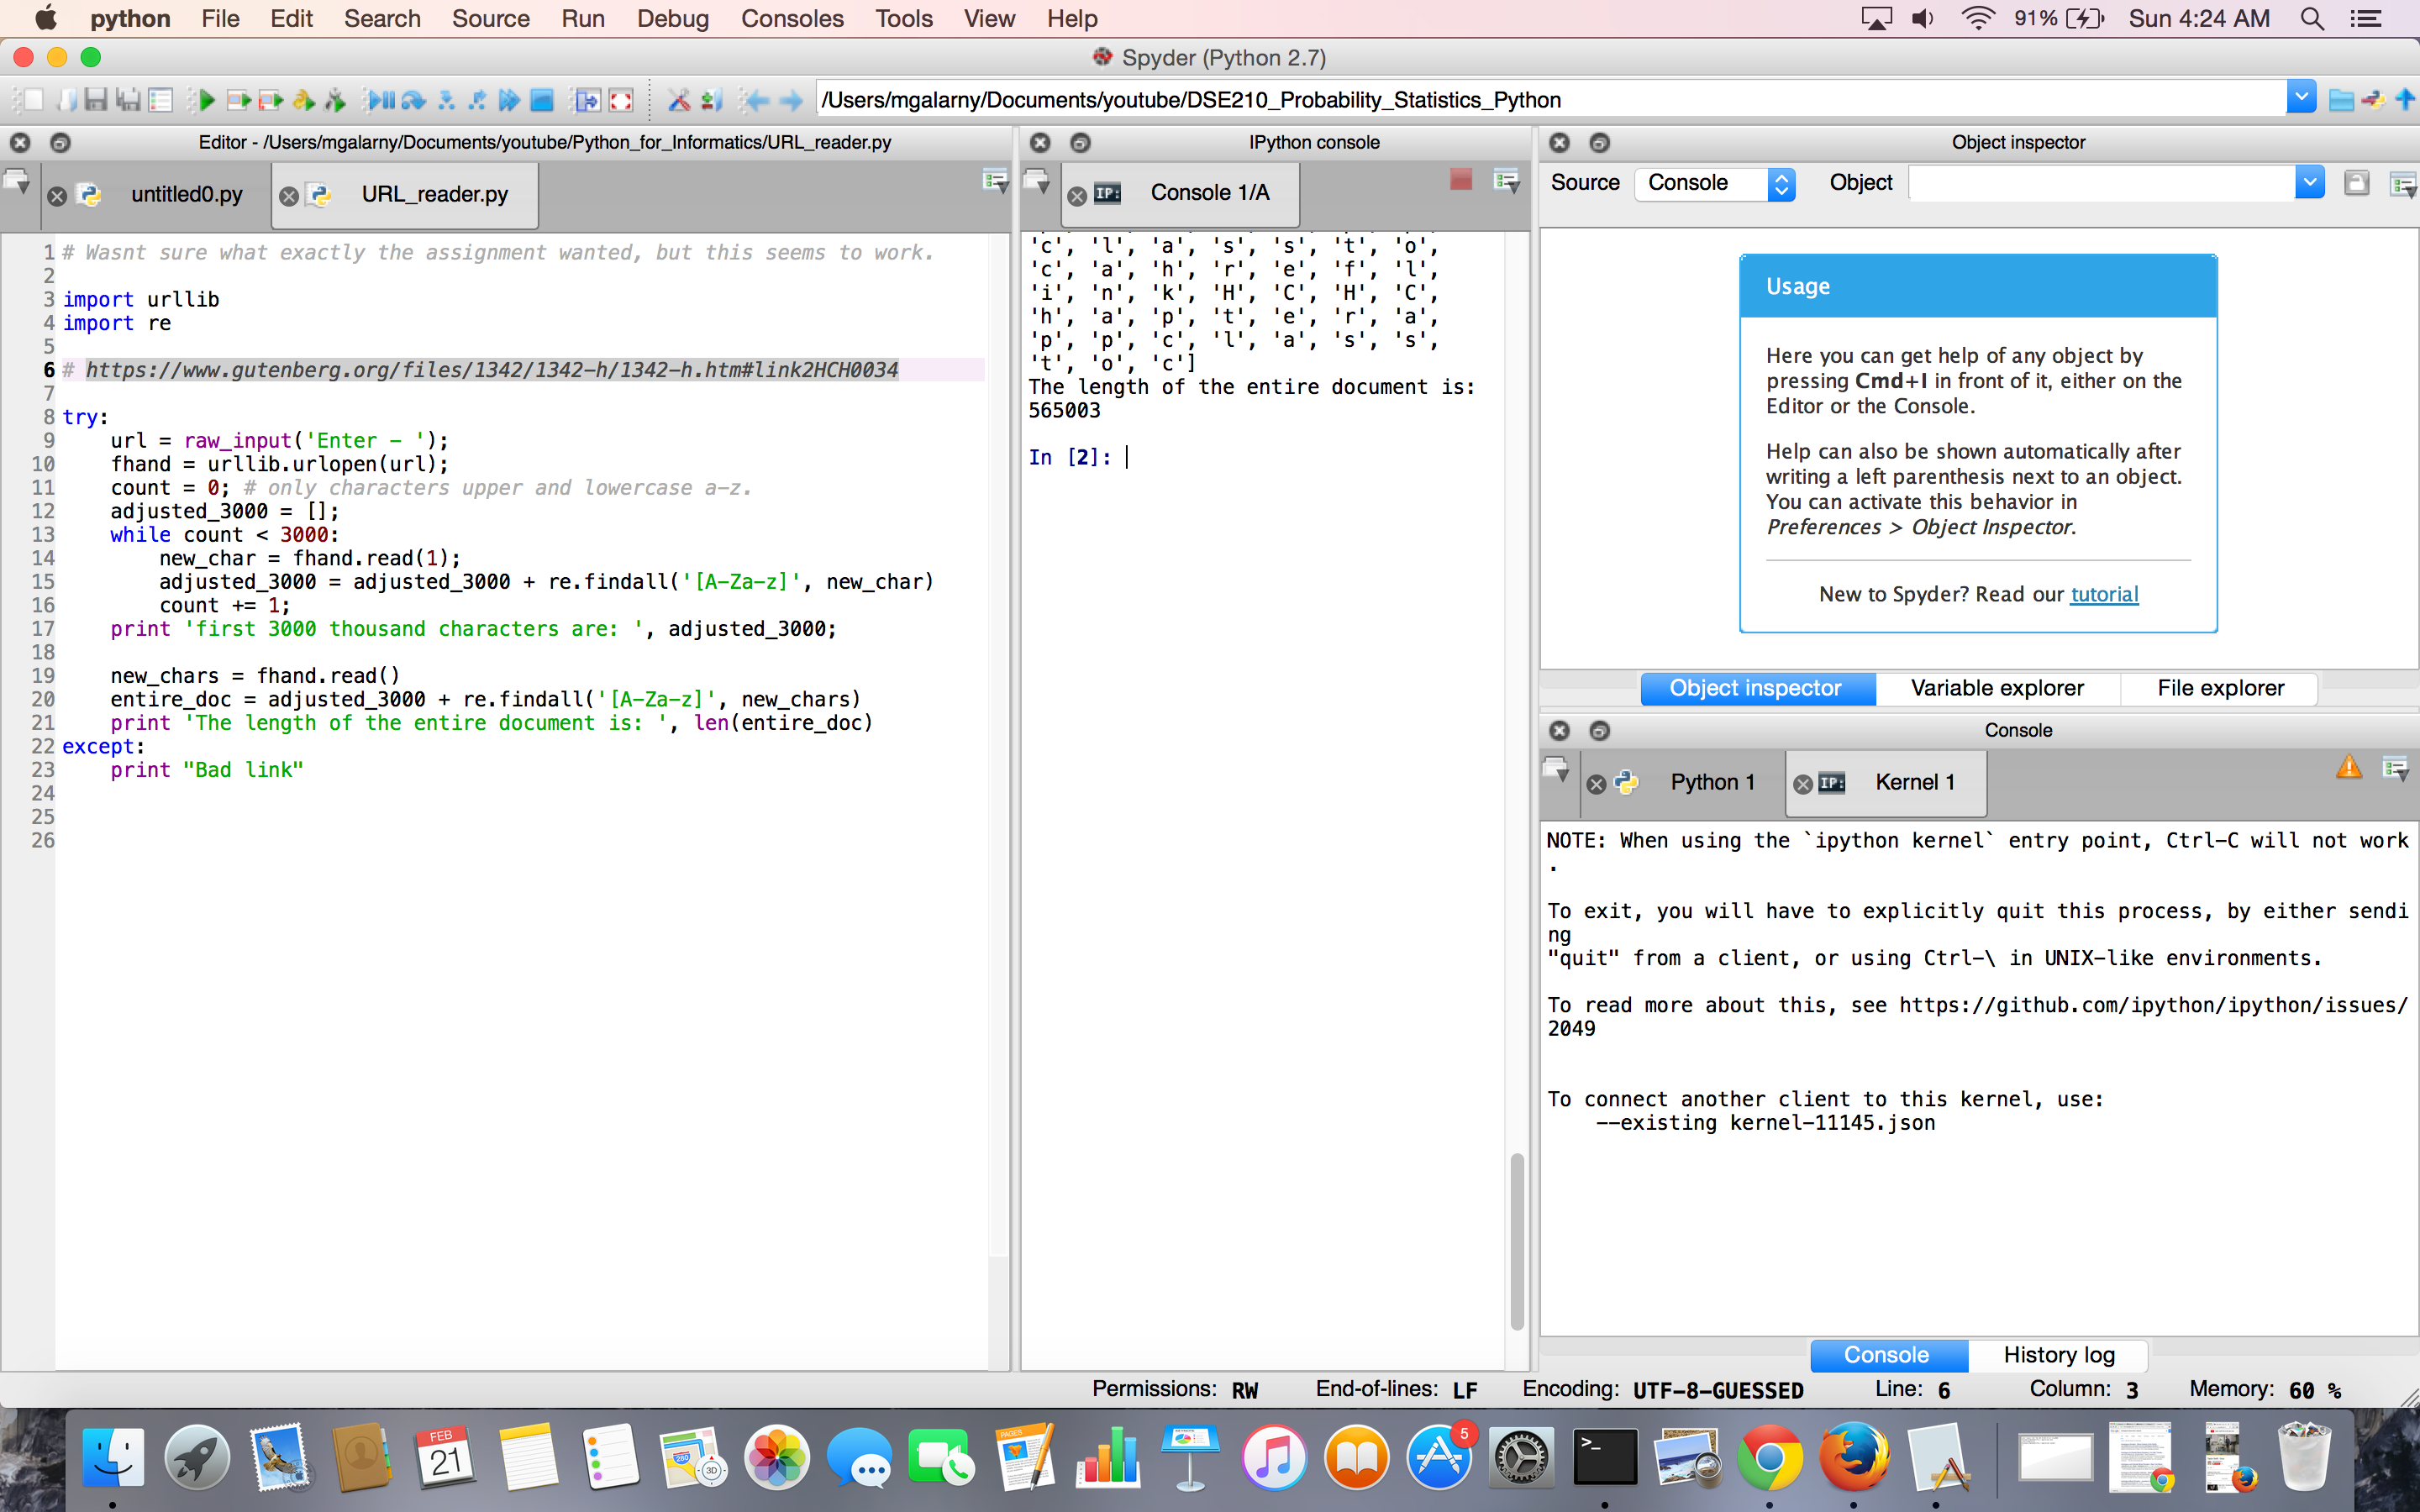 python File Edit Search Source Run Debug Consoles Tools View Help 91% Sun 4:24 AM
Spyder (Python 2.7)
/Users/mgalarny/Documents/youtube/DSE210_Probability_Statistics_Python
Editor - /Users/mgalarny/Documents/youtube/Python_for_Informatics/URL_reader.py
untitled0.py URL_reader.py
1 # Wasnt sure what exactly the assignment wanted, but this seems to work.
2
3 import urllib
4 import re
5
6 # https://www.gutenberg.org/files/1342/1342-h/1342-h.htm#link2HCH0034
7
8 try:
9     url = raw_input('Enter - ');
10     fhand = urllib.urlopen(url);
11     count = 0; # only characters upper and lowercase a-z.
12     adjusted_3000 = [];
13     while count < 3000:
14         new_char = fhand.read(1);
15         adjusted_3000 = adjusted_3000 + re.findall('[A-Za-z]', new_char)
16         count += 1;
17     print 'first 3000 thousand characters are: ', adjusted_3000;
18
19     new_chars = fhand.read()
20     entire_doc = adjusted_3000 + re.findall('[A-Za-z]', new_chars)
21     print 'The length of the entire document is: ', len(entire_doc)
22 except:
23     print "Bad link"
24
25
26
IPython console
IP: Console 1/A
'c', 'l', 'a', 's', 's', 't', 'o',
'c', 'a', 'h', 'r', 'e', 'f', 'l',
'i', 'n', 'k', 'H', 'C', 'H', 'C',
'h', 'a', 'p', 't', 'e', 'r', 'a',
'p', 'p', 'c', 'l', 'a', 's', 's',
't', 'o', 'c']
The length of the entire document is:
565003
In [2]:
Object inspector
Source Console Object
Usage
Here you can get help of any object by
pressing Cmd+I in front of it, either on the
Editor or the Console.
Help can also be shown automatically after
writing a left parenthesis next to an object.
You can activate this behavior in
Preferences > Object Inspector.
New to Spyder? Read our tutorial
Object inspector Variable explorer File explorer
Console
Python 1 IP: Kernel 1
NOTE: When using the `ipython kernel` entry point, Ctrl-C will not work
.
To exit, you will have to explicitly quit this process, by either sendi
ng
"quit" from a client, or using Ctrl-\ in UNIX-like environments.
To read more about this, see https://github.com/ipython/ipython/issues/
2049
To connect another client to this kernel, use:
    --existing kernel-11145.json
Console History log
Permissions: RW End-of-lines: LF Encoding: UTF-8-GUESSED Line: 6 Column: 3 Memory: 60 %
FEB
21
PAGES
280
3D
5
>_